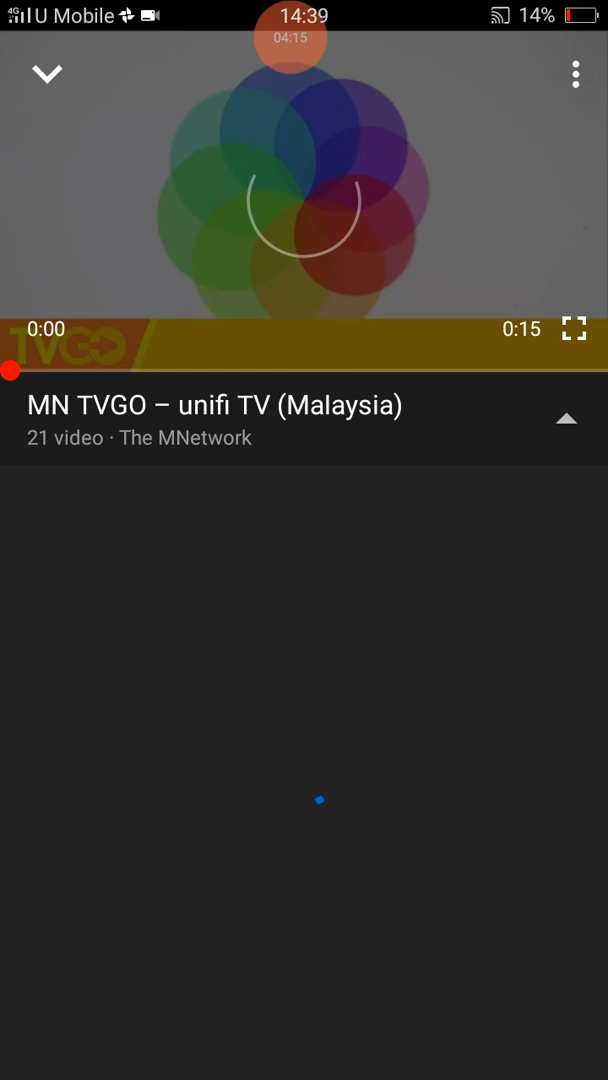 4G U Mobile 14:39 14%
04:15
TVGO
0:00 0:15
MN TVGO – unifi TV (Malaysia)
21 video · The MNetwork